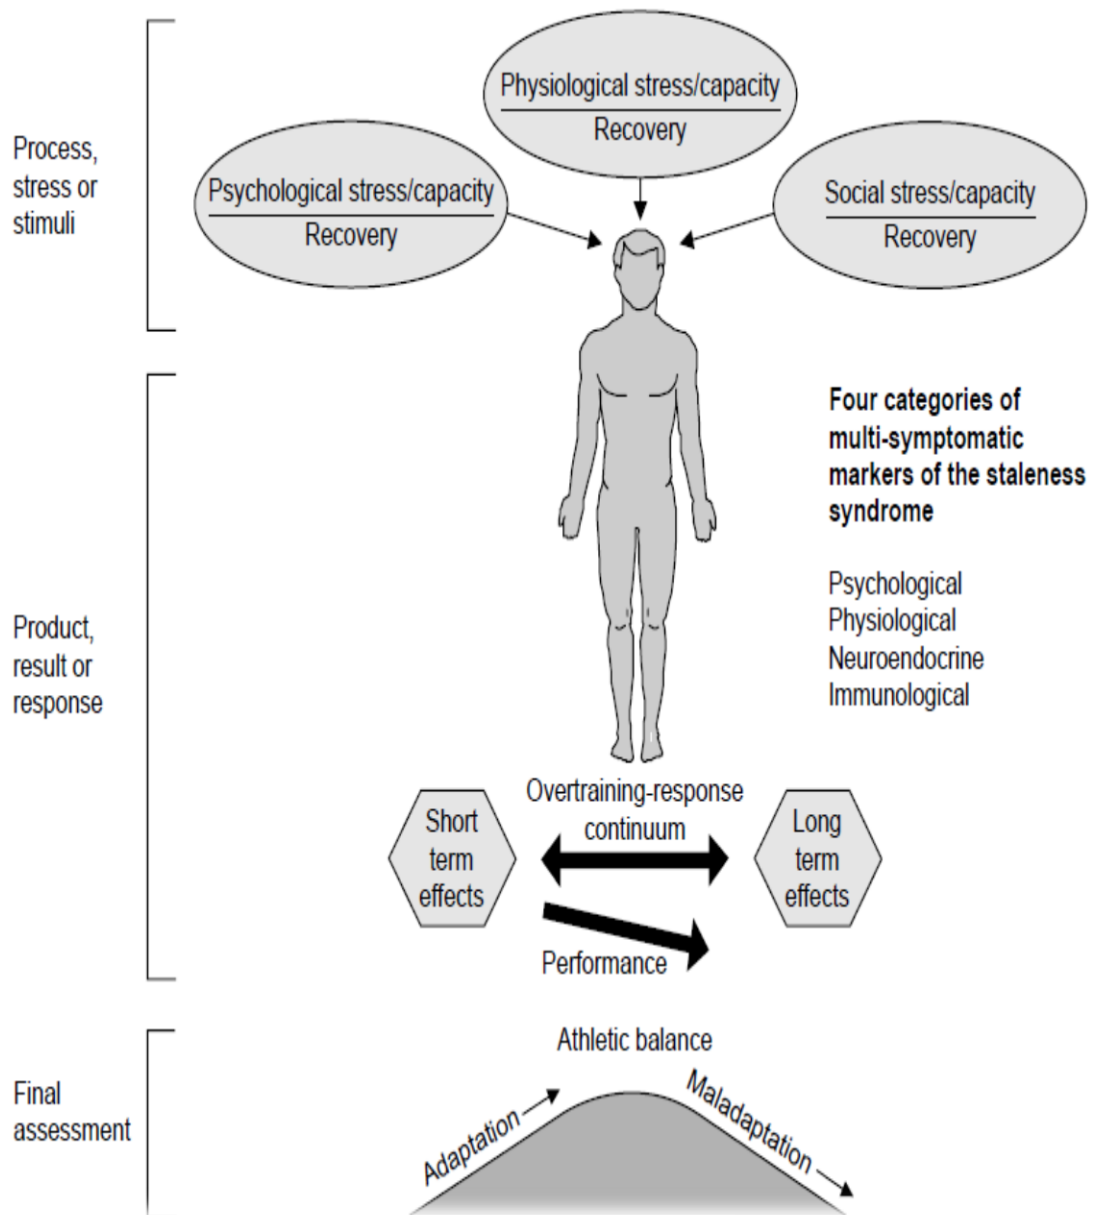 Process,
stress or
stimuli
Physiological stress/capacity
Recovery
Psychological stress/capacity
Recovery
Social stress/capacity
Recovery
Four categories of
multi-symptomatic
markers of the staleness
syndrome
Psychological
Physiological
Neuroendocrine
Immunological
Product,
result or
response
Short
term
effects
Overtraining-response
continuum
Long
term
effects
Performance
Final
assessment
Athletic balance
Adaptation
Maladaptation